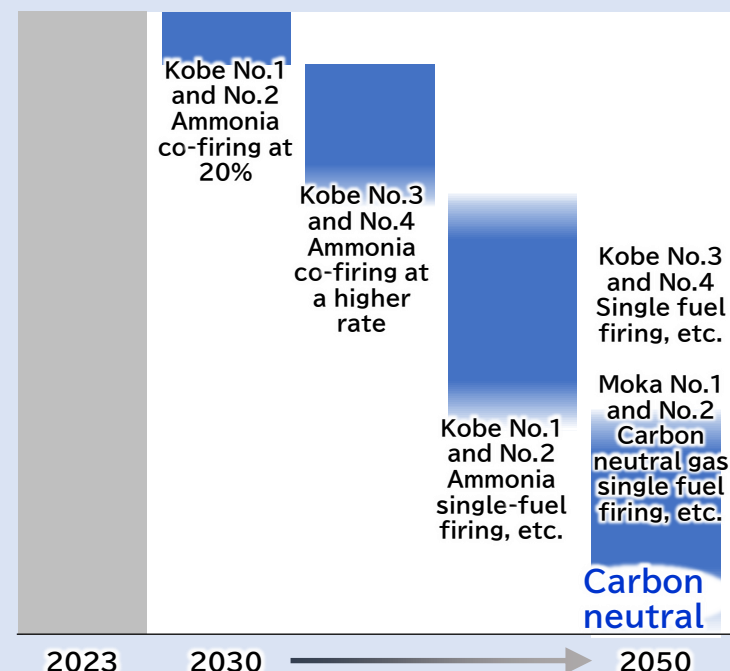 Kobe No.1
and No.2
Ammonia
co-firing at
20%
Kobe No.3
and No.4
Ammonia
co-firing at
a higher
rate
Kobe No.1
and No.2
Ammonia
single-fuel
firing, etc.
Kobe No.3
and No.4
Single fuel
firing, etc.
Moka No.1
and No.2
Carbon
neutral gas
single fuel
firing, etc.
Carbon
neutral
2023
2030
2050